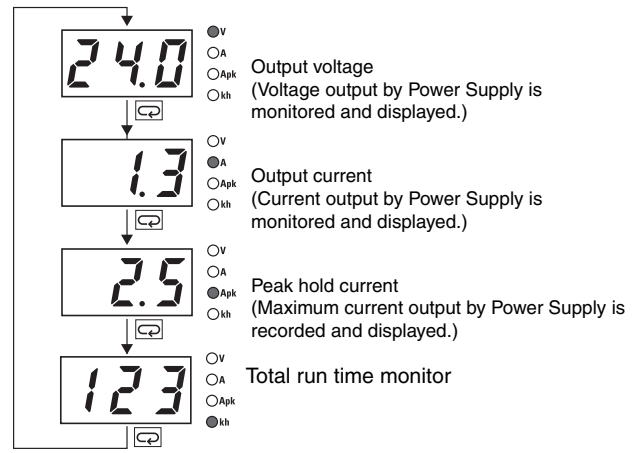 24.0
V
A
Apk
kh
Output voltage
(Voltage output by Power Supply is
monitored and displayed.)
1.3
V
A
Apk
kh
Output current
(Current output by Power Supply is
monitored and displayed.)
2.5
V
A
Apk
kh
Peak hold current
(Maximum current output by Power Supply is
recorded and displayed.)
123
V
A
Apk
kh
Total run time monitor